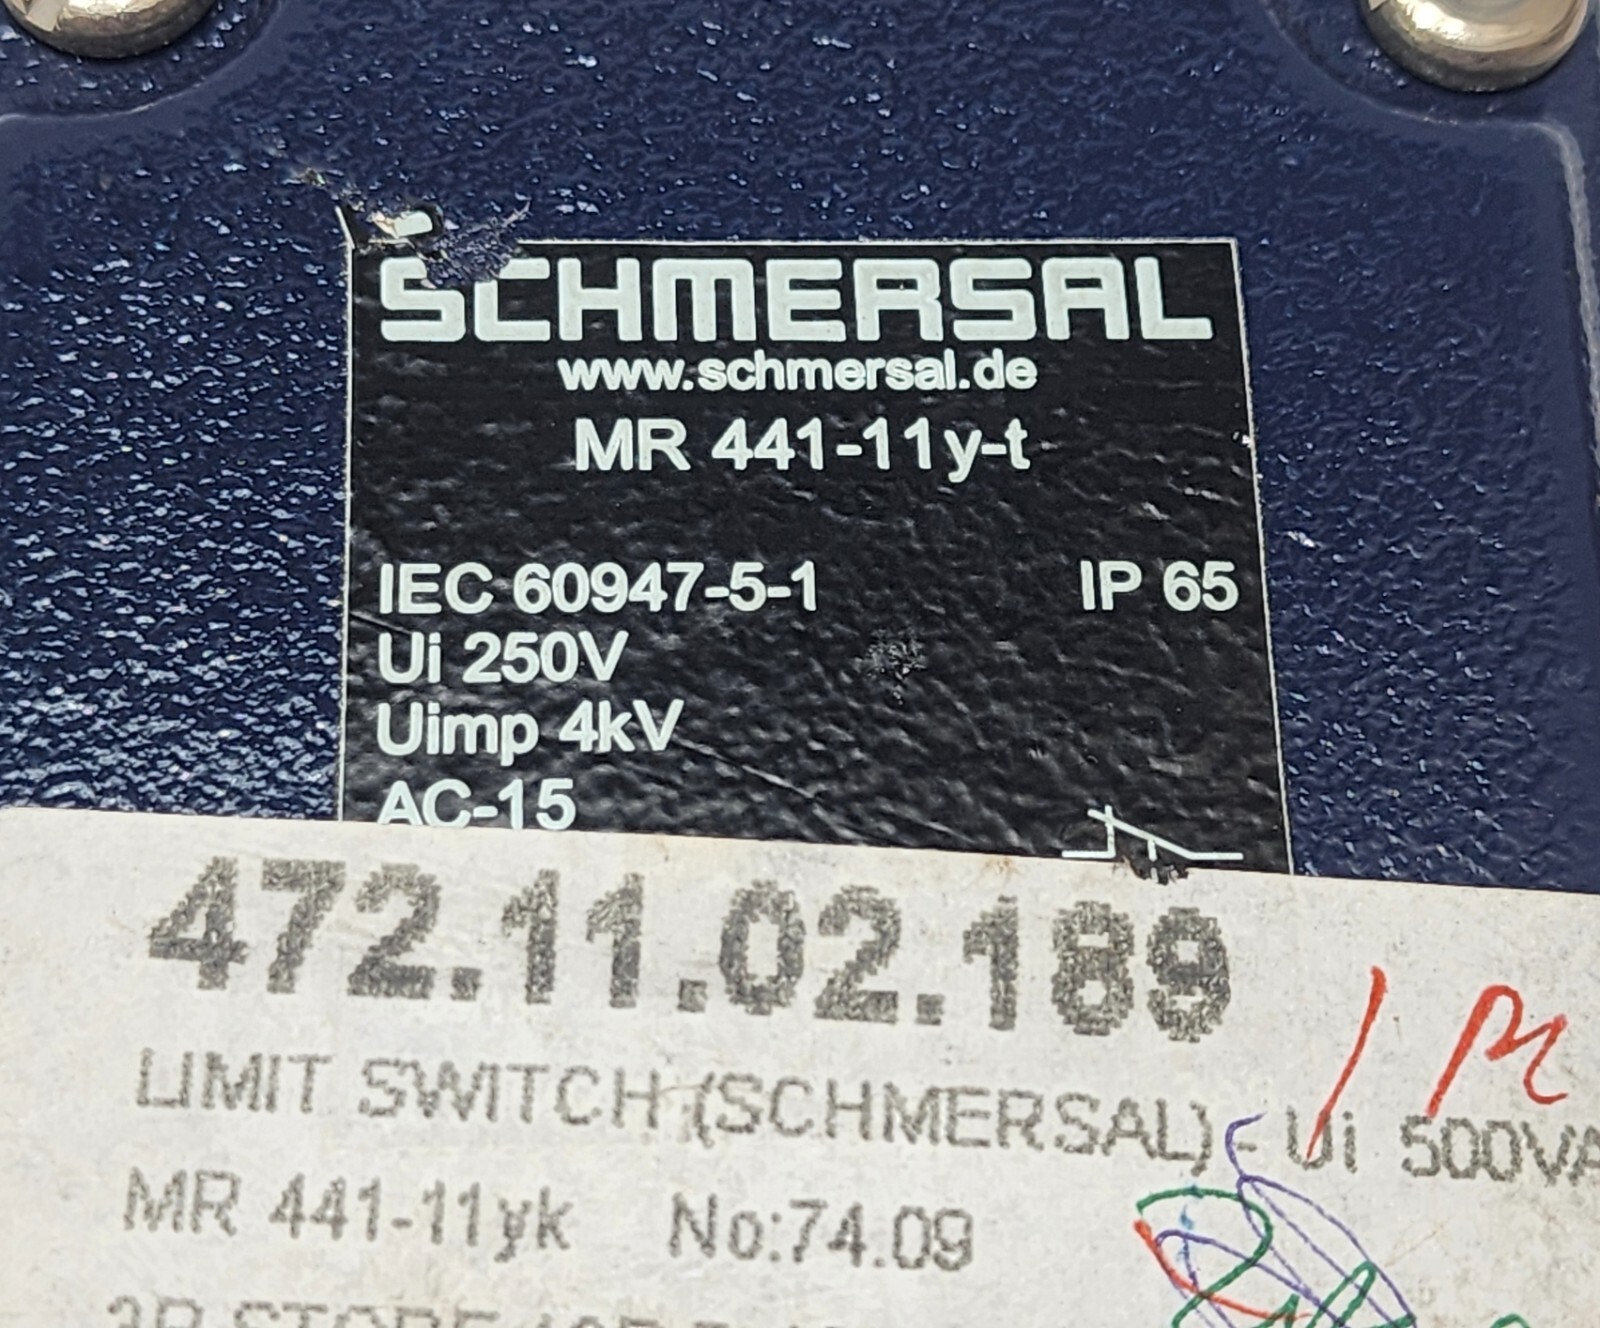 SCHMERSAL
www.schmersal.de
MR 441-11y-t
IEC 60947-5-1 IP 65
Ui 250V
Uimp 4kV
AC-15
472.11.02.189
LIMIT SWITCH (SCHMERSAL) - Ui 500VA
MR 441-11yk No:74.09